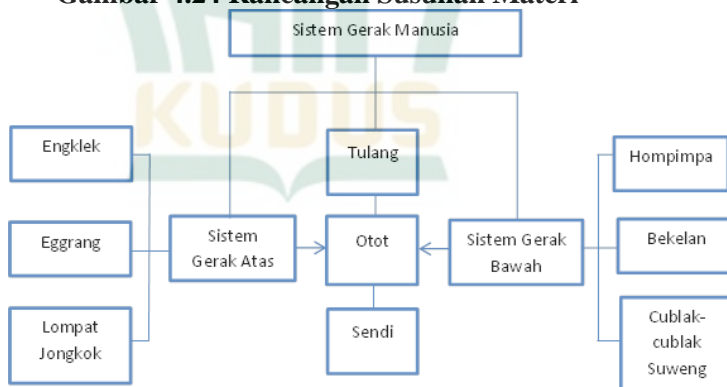 Gambar 4.24 Rancangan Susunan Materi
Sistem Gerak Manusia
KUDUS
Engklek
Tulang
Hompimpa
Eggrang
Sistem
Gerak Atas
Otot
Sistem Gerak
Bawah
Bekelan
Lompat
Jongkok
Sendi
Cublak-
cublak
Suweng